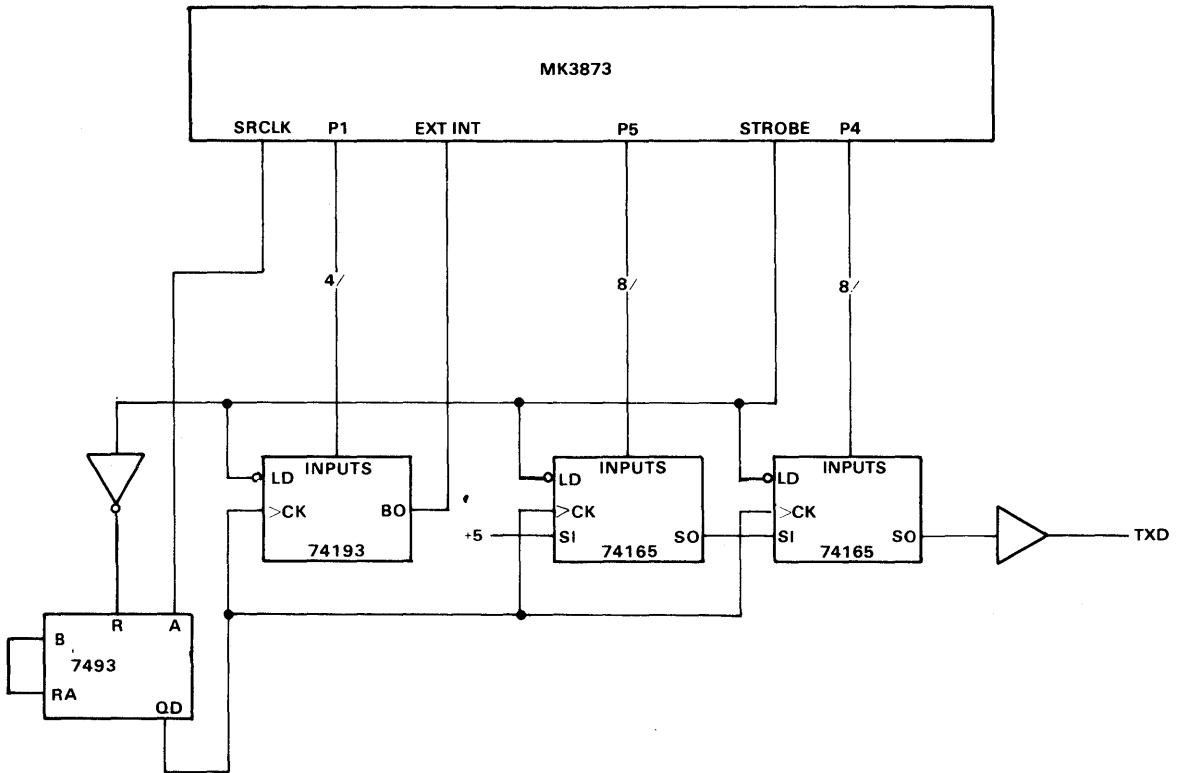 MK3873
SRCLK P1 EXT INT P5 STROBE P4
4/ 8/ 8/
INPUTS INPUTS INPUTS
LD LD LD
>CK BO >CK >CK
+5 SI SO SI SO TXD
74193 74165 74165
R A
B
7493
RA
QD